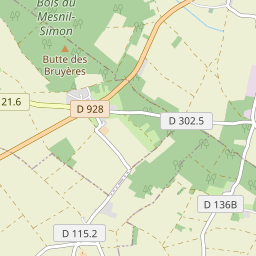 Bois du
Mesnil-
Simon
Butte des
Bruyères
21.6
D 928
D 302.5
D 136B
D 115.2